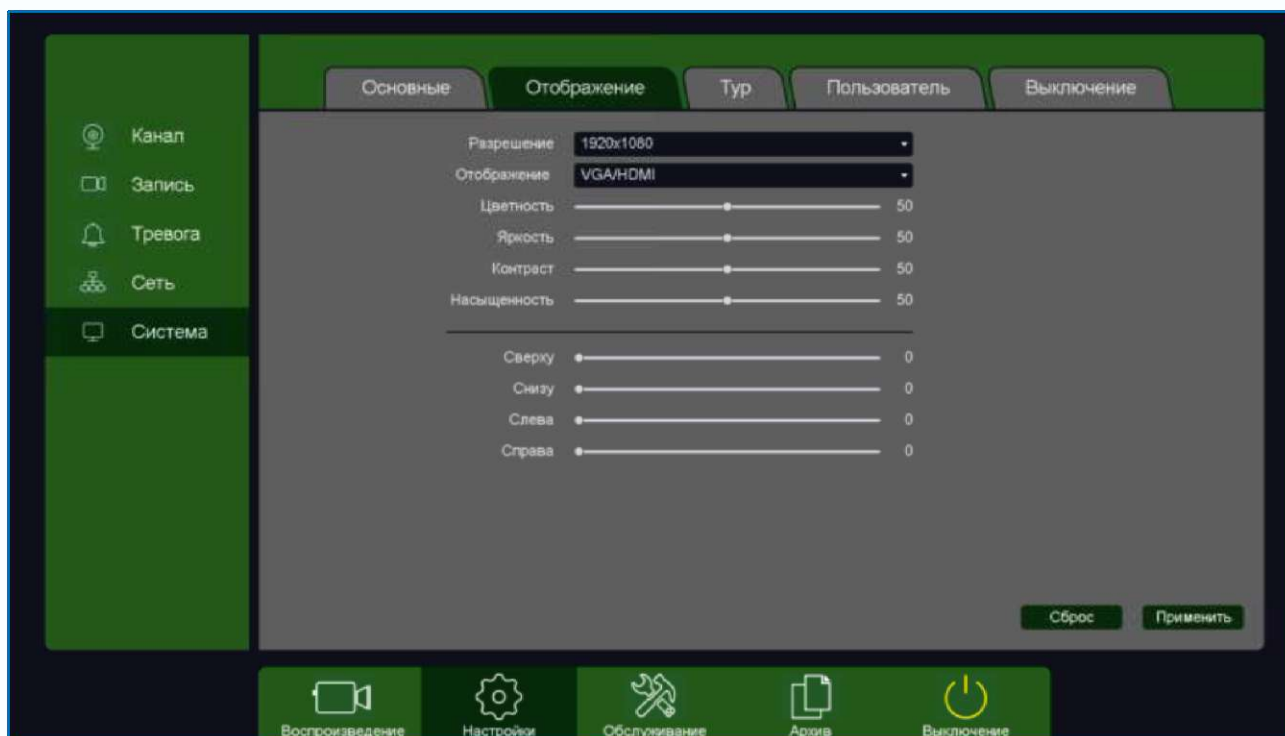 Основные Отображение Тур Пользователь Выключение
Канал
Запись
Тревога
Сеть
Система
Разрешение 1920x1080
Отображение VGA/HDMI
Цветность 50
Яркость 50
Контраст 50
Насыщенность 50
Сверху 0
Снизу 0
Слева 0
Справа 0
Сброс Применить
Воспроизведение Настройки Обслуживание Архив Выключение